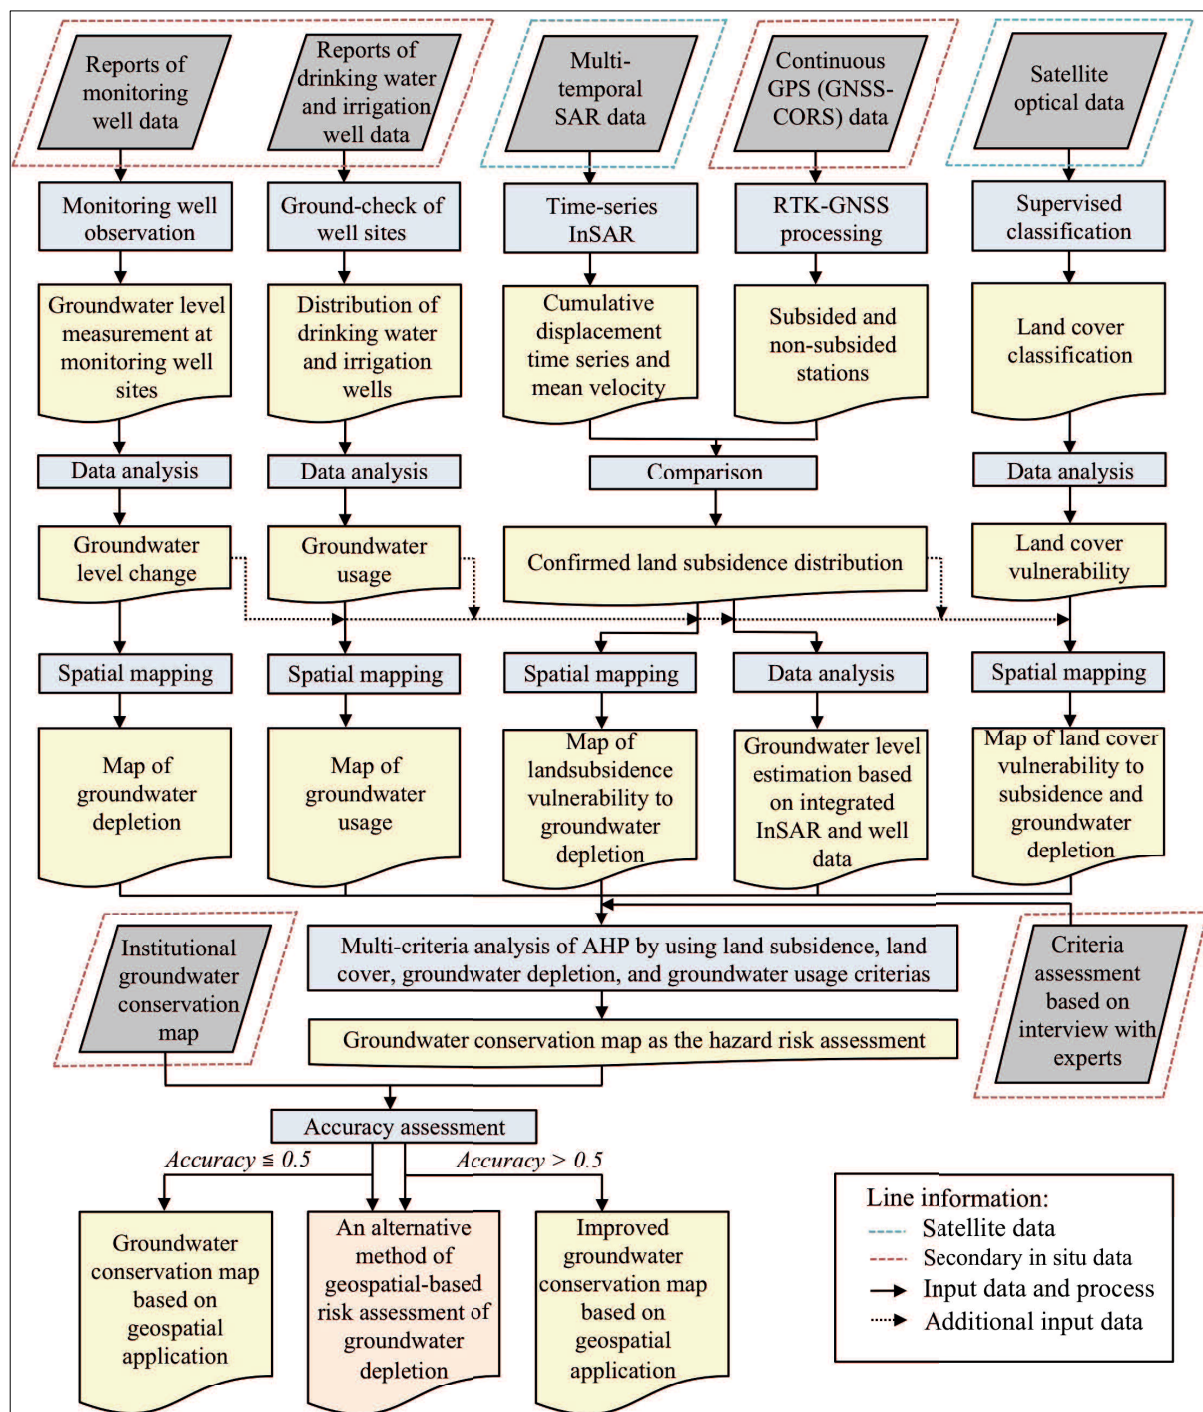 Reports of
monitoring
well data
Reports of
drinking water
and irrigation
well data
Multi-
temporal
SAR data
Continuous
GPS (GNSS-
CORS) data
Satellite
optical data
Monitoring well
observation
Ground-check of
well sites
Time-series
InSAR
RTK-GNSS
processing
Supervised
classification
Groundwater level
measurement at
monitoring well
sites
Distribution of
drinking water
and irrigation
wells
Cumulative
displacement
time series and
mean velocity
Subsided and
non-subsided
stations
Land cover
classification
Data analysis
Data analysis
Comparison
Data analysis
Groundwater
level change
Groundwater
usage
Confirmed land subsidence distribution
Land cover
vulnerability
Spatial mapping
Spatial mapping
Spatial mapping
Data analysis
Spatial mapping
Map of
groundwater
depletion
Map of
groundwater
usage
Map of
landsubsidence
vulnerability to
groundwater
depletion
Groundwater level
estimation based
on integrated
InSAR and well
data
Map of land cover
vulnerability to
subsidence and
groundwater
depletion
Institutional
groundwater
conservation
map
Multi-criteria analysis of AHP by using land subsidence, land
cover, groundwater depletion, and groundwater usage criterias
Criteria
assessment
based on
interview with
experts
Groundwater conservation map as the hazard risk assessment
Accuracy assessment
Accuracy ≦ 0.5
Accuracy > 0.5
Groundwater
conservation map
based on
geospatial
application
An alternative
method of
geospatial-based
risk assessment of
groundwater
depletion
Improved
groundwater
conservation map
based on
geospatial
application
Line information:
Satellite data
Secondary in situ data
Input data and process
Additional input data